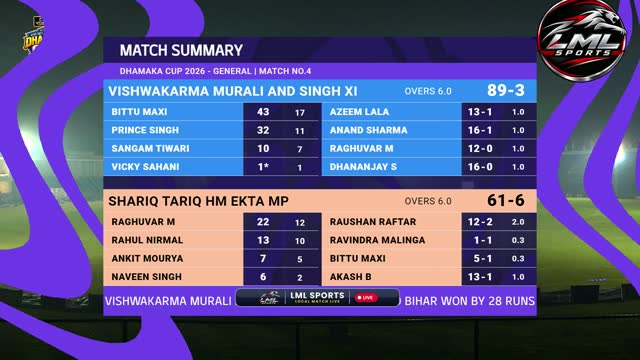 LML
SPORTS
MATCH SUMMARY
DHAMAKA CUP 2026 - GENERAL | MATCH NO.4
VISHWAKARMA MURALI AND SINGH XI OVERS 6.0 89-3
BITTU MAXI 43 17 AZEEM LALA 13-1 1.0
PRINCE SINGH 32 11 ANAND SHARMA 16-1 1.0
SANGAM TIWARI 10 7 RAGHUVAR M 12-0 1.0
VICKY SAHANI 1* 1 DHANANJAY S 16-0 1.0
SHARIQ TARIQ HM EKTA MP OVERS 6.0 61-6
RAGHUVAR M 22 12 RAUSHAN RAFTAR 12-2 2.0
RAHUL NIRMAL 13 10 RAVINDRA MALINGA 1-1 0.3
ANKIT MOURYA 7 5 BITTU MAXI 5-1 0.3
NAVEEN SINGH 6 2 AKASH B 13-1 1.0
VISHWAKARMA MURALI BIHAR WON BY 28 RUNS
LML SPORTS
LOCAL MATCH LIVE
LIVE